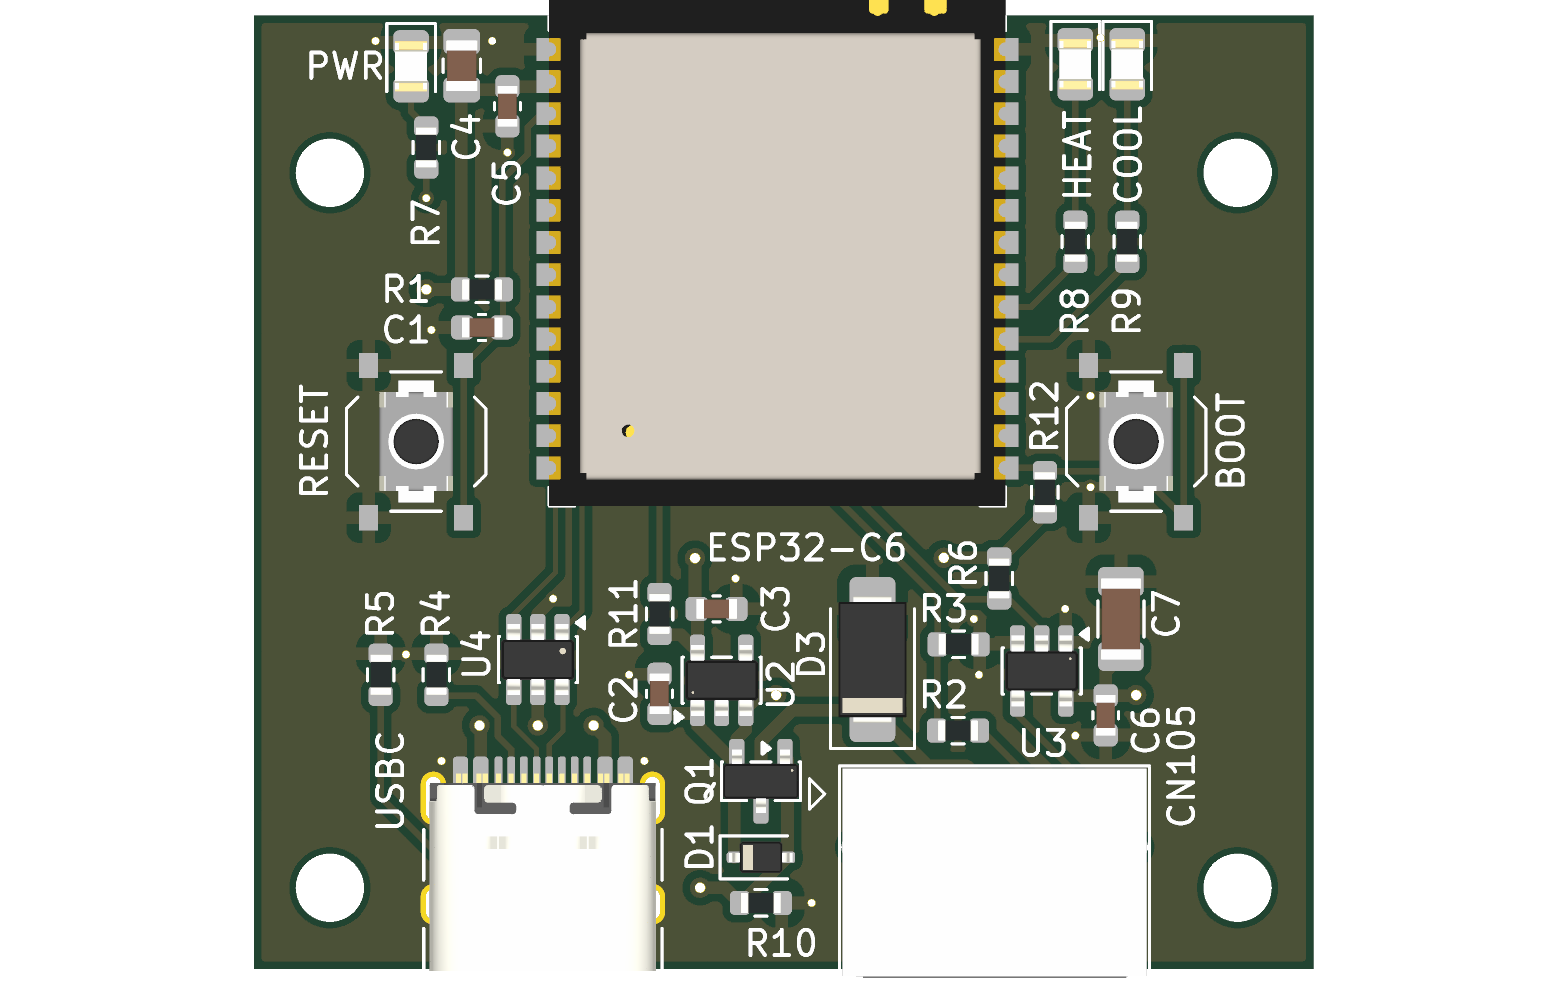 PWR
C4
C5
R7
R1
C1
RESET
HEAT
COOL
R8
R9
R12
BOOT
ESP32-C6
R5
R4
U4
R11
C3
C2
U2
D3
R6
R3
R2
C7
C6
U3
USBC
Q1
CN105
D1
R10